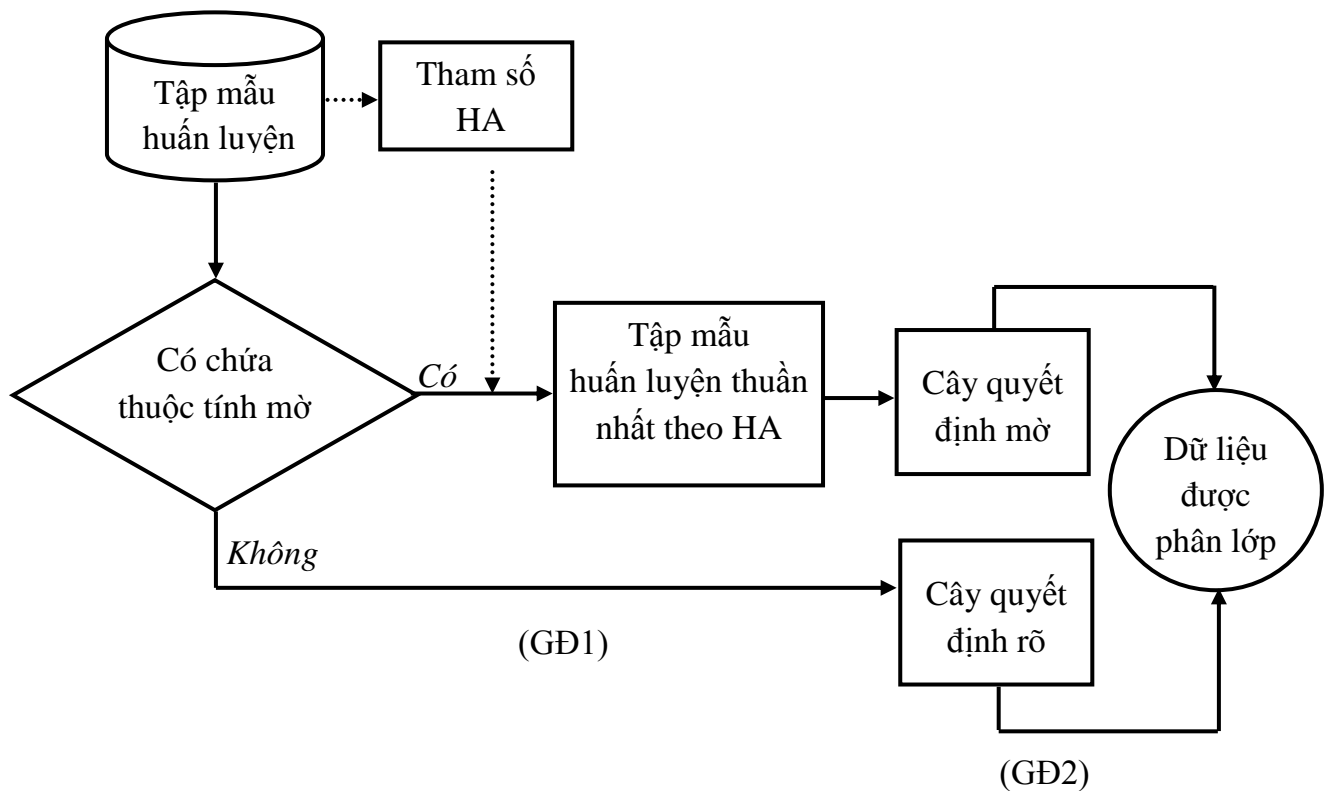 Tập mẫu
huấn luyện
Tham số
HA
Có chứa
thuộc tính mờ
Có
Tập mẫu
huấn luyện thuần
nhất theo HA
Cây quyết
định mờ
Dữ liệu
được
phân lớp
Không
Cây quyết
định rõ
(GĐ1)
(GĐ2)